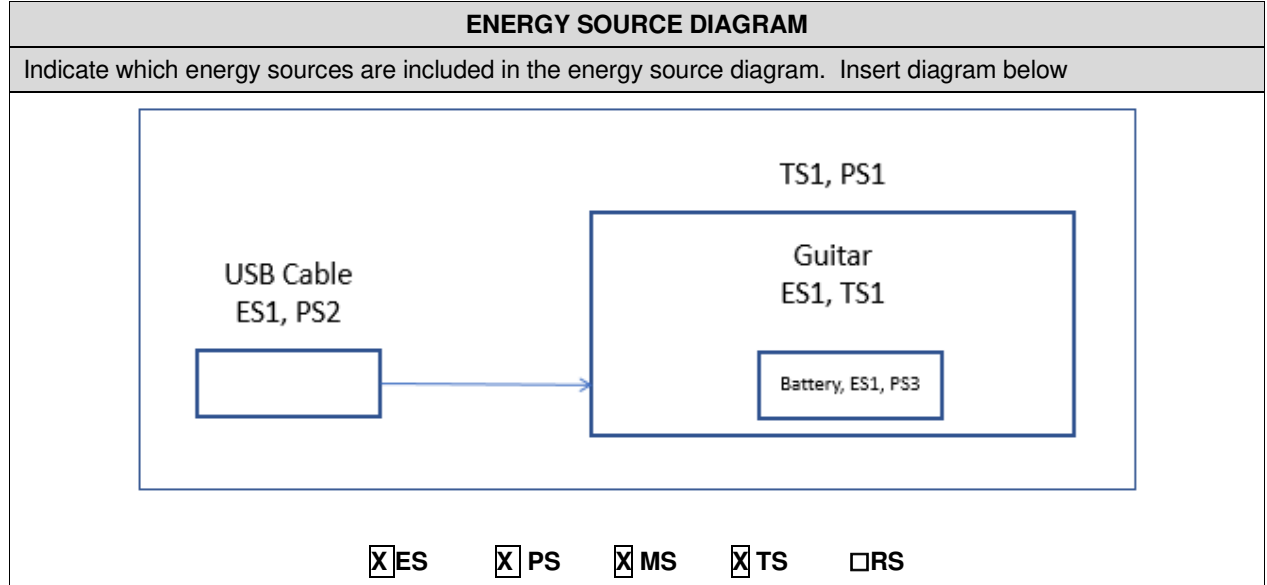 ENERGY SOURCE DIAGRAM
Indicate which energy sources are included in the energy source diagram.  Insert diagram below
TS1, PS1
Guitar
ES1, TS1
USB Cable
ES1, PS2
Battery, ES1, PS3
X ES X PS X MS X TS □RS